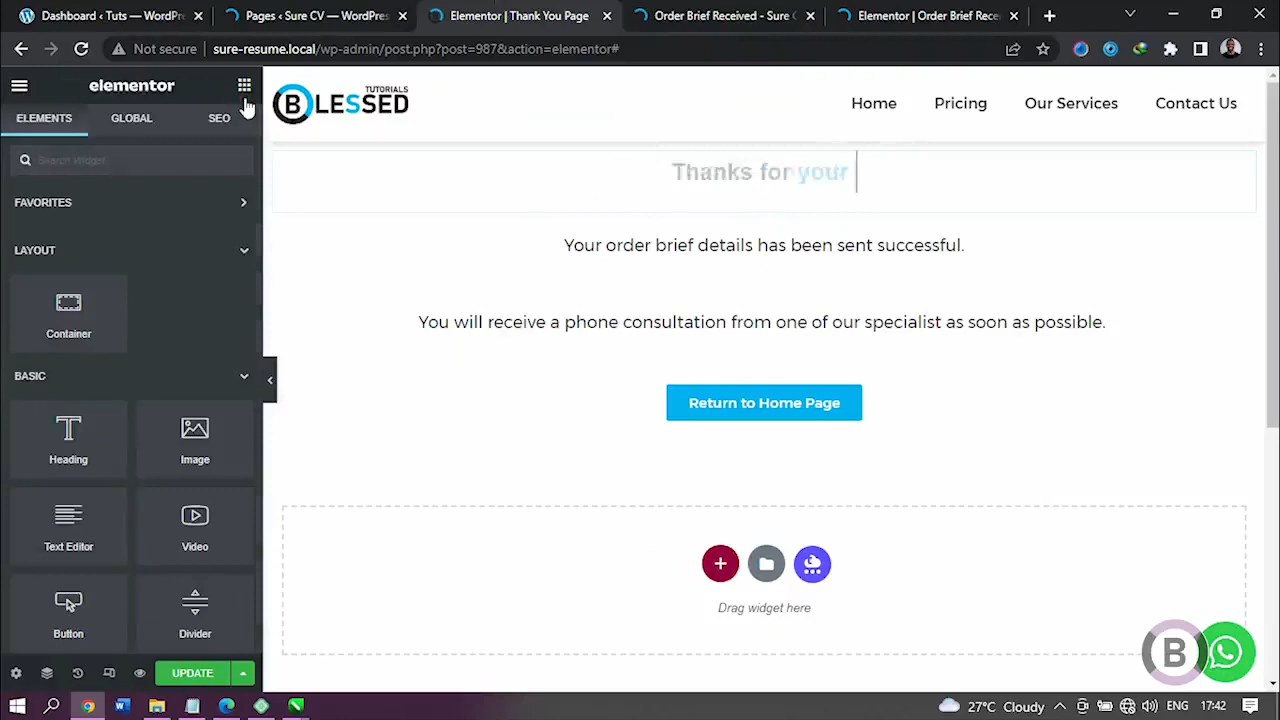 Dashboard < Tuts — WordPre
Pages < Sure CV — WordPres
Elementor | Thank You Page
Order Brief Received - Sure C
Elementor | Order Brief Rece
Not secure
sure-resume.local/wp-admin/post.php?post=987&action=elementor#
elementor
GLOBAL
SEO
Search Widget
FAVORITES
LAYOUT
Container
BASIC
Heading
Image
Text Editor
Video
Button
Divider
UPDATE
TUTORIALS
BLESSED
Home
Pricing
Our Services
Contact Us
Thanks for your
Your order brief details has been sent successful.
You will receive a phone consultation from one of our specialist as soon as possible.
Return to Home Page
Drag widget here
B
27°C Cloudy
ENG
17:42